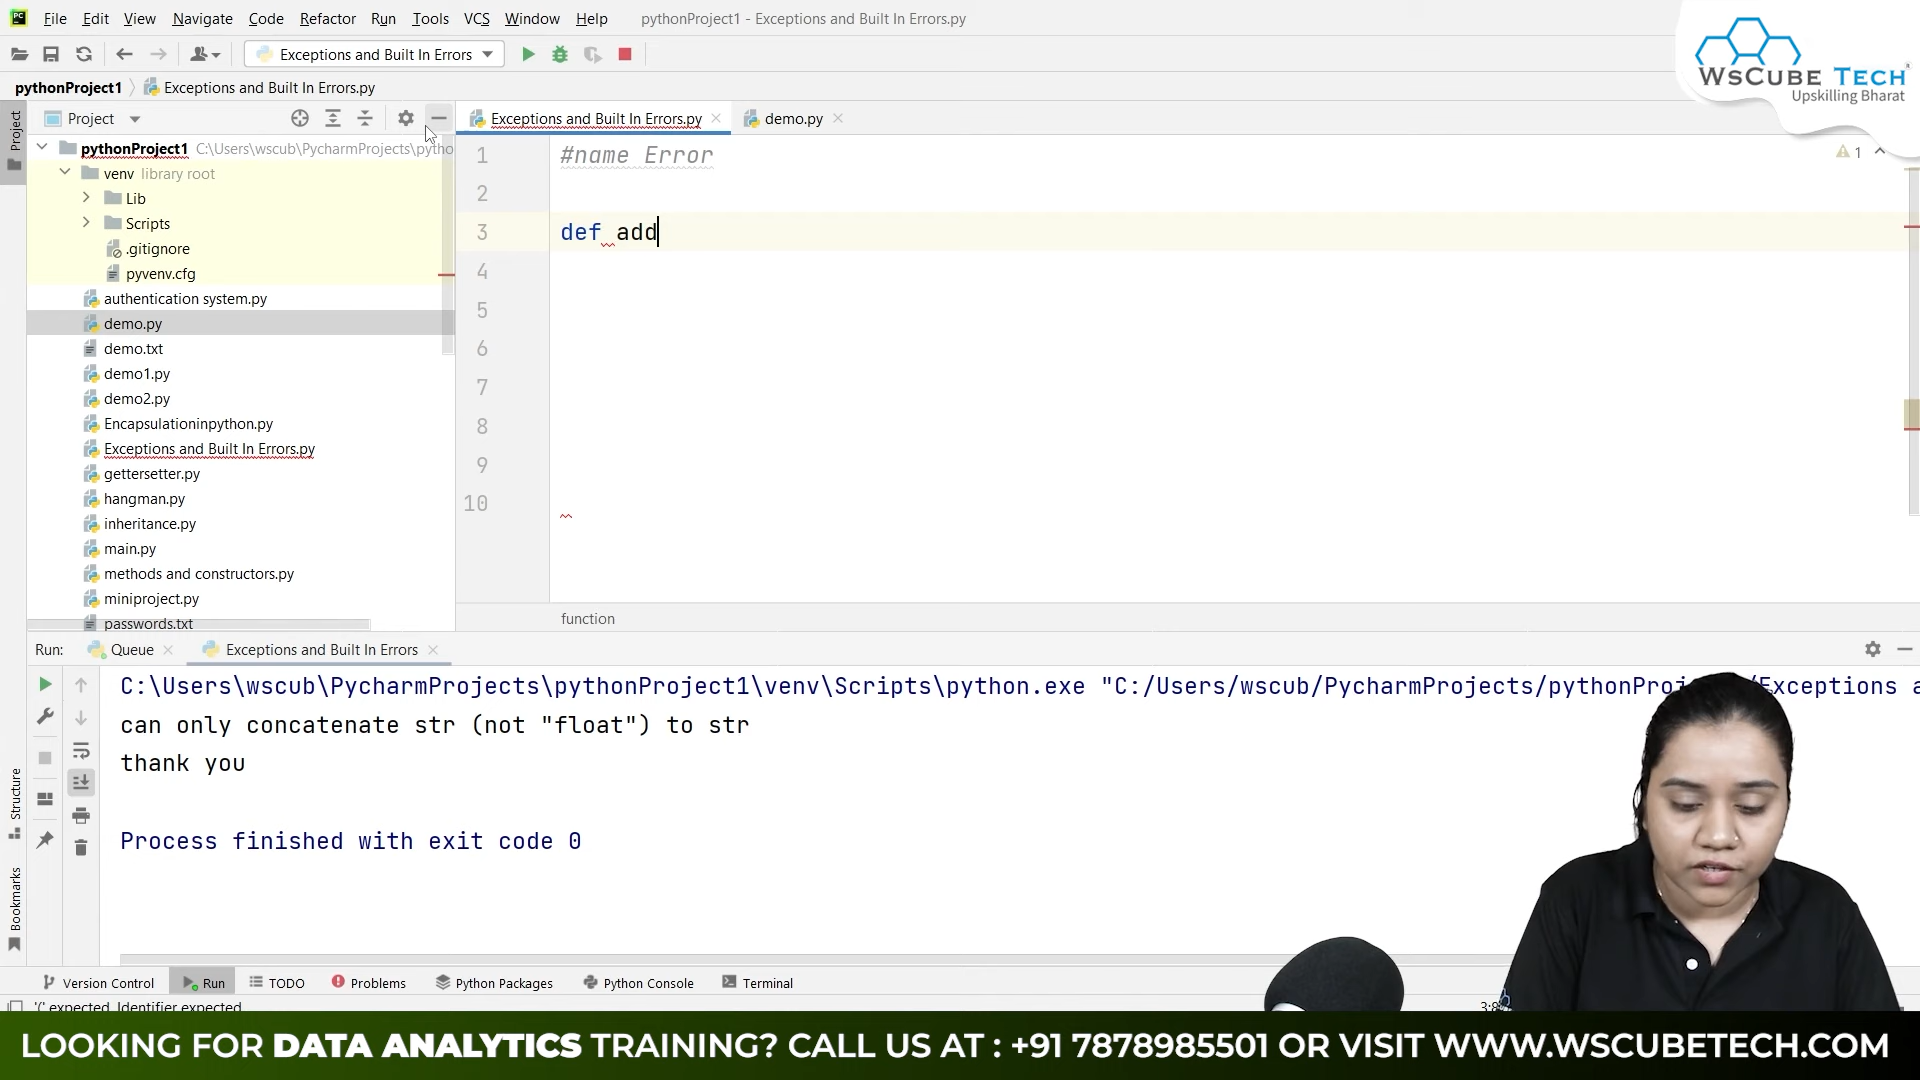 File Edit View Navigate Code Refactor Run Tools VCS Window Help pythonProject1 - Exceptions and Built In Errors.py
Exceptions and Built In Errors
WsCube Tech
Upskilling Bharat
pythonProject1 Exceptions and Built In Errors.py
Project
Project
Exceptions and Built In Errors.py
demo.py
pythonProject1 C:\Users\wscub\PycharmProjects\pytho
venv library root
Lib
Scripts
.gitignore
pyvenv.cfg
authentication system.py
demo.py
demo.txt
demo1.py
demo2.py
Encapsulationinpython.py
Exceptions and Built In Errors.py
gettersetter.py
hangman.py
inheritance.py
main.py
methods and constructors.py
miniproject.py
passwords.txt
1 #name Error
1
2
3 def add
4
5
6
7
8
9
10
function
Run: Queue Exceptions and Built In Errors
C:\Users\wscub\PycharmProjects\pythonProject1\venv\Scripts\python.exe "C:/Users/wscub/PycharmProjects/pythonProj /Exceptions a
can only concatenate str (not "float") to str
thank you
Process finished with exit code 0
Structure
Bookmarks
Version Control Run TODO Problems Python Packages Python Console Terminal
'(' expected. Identifier expected.
LOOKING FOR DATA ANALYTICS TRAINING? CALL US AT : +91 7878985501 OR VISIT WWW.WSCUBETECH.COM